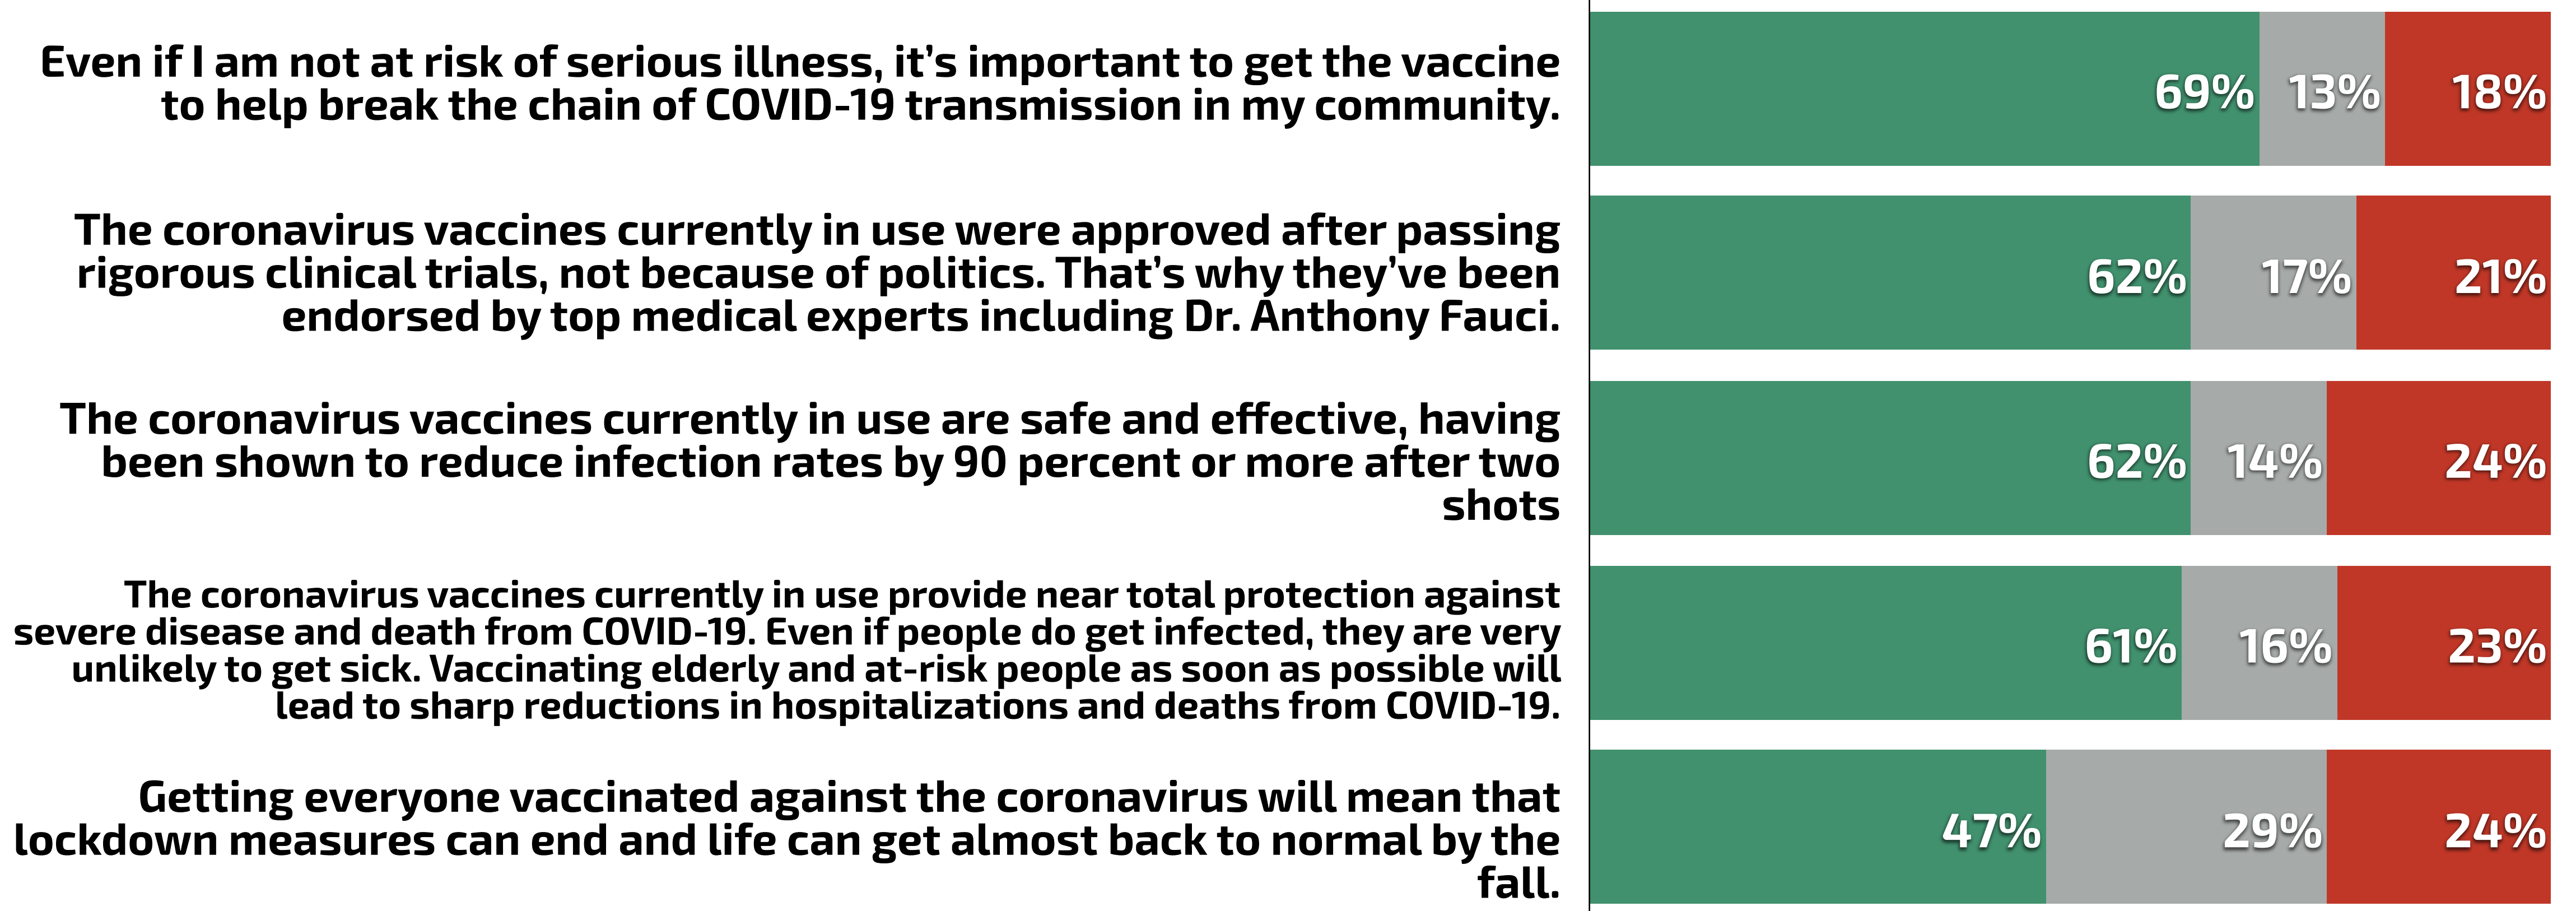 Even if I am not at risk of serious illness, it’s important to get the vaccine
to help break the chain of COVID-19 transmission in my community.
69% 13% 18%
The coronavirus vaccines currently in use were approved after passing
rigorous clinical trials, not because of politics. That’s why they’ve been
endorsed by top medical experts including Dr. Anthony Fauci.
62% 17% 21%
The coronavirus vaccines currently in use are safe and effective, having
been shown to reduce infection rates by 90 percent or more after two
shots
62% 14% 24%
The coronavirus vaccines currently in use provide near total protection against
severe disease and death from COVID-19. Even if people do get infected, they are very
unlikely to get sick. Vaccinating elderly and at-risk people as soon as possible will
lead to sharp reductions in hospitalizations and deaths from COVID-19.
61% 16% 23%
Getting everyone vaccinated against the coronavirus will mean that
lockdown measures can end and life can get almost back to normal by the
fall.
47% 29% 24%